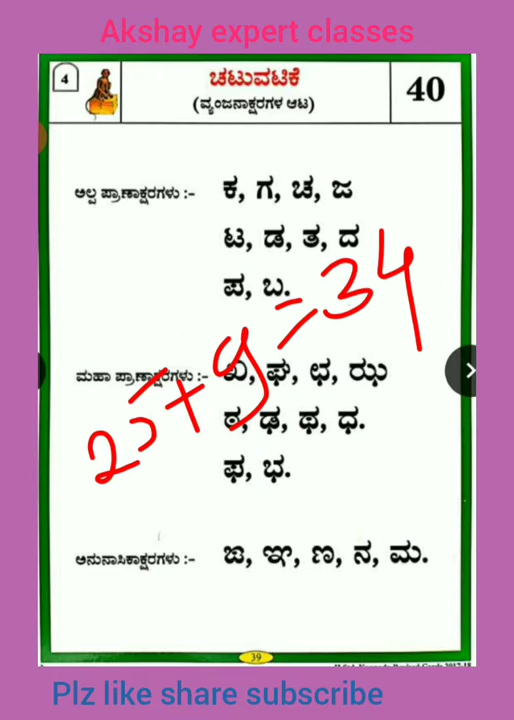 Akshay expert classes
4
ಚಟುವಟಿಕೆ
(ವ್ಯಂಜನಾಕ್ಷರಗಳ ಆಟ)
40
ಅಲ್ಪ ಪ್ರಾಣಾಕ್ಷರಗಳು :- ಕ, ಗ, ಚ, ಜ
ಟ, ಡ, ತ, ದ
ಪ, ಬ.
25+9=34
ಮಹಾ ಪ್ರಾಣಾಕ್ಷರಗಳು :- ಖ, ಘ, ಛ, ಝ
ಠ, ಢ, ಥ, ಧ.
ಫ, ಭ.
ಅನುನಾಸಿಕಾಕ್ಷರಗಳು :- ಙ, ಞ, ಣ, ನ, ಮ.
39
Plz like share subscribe